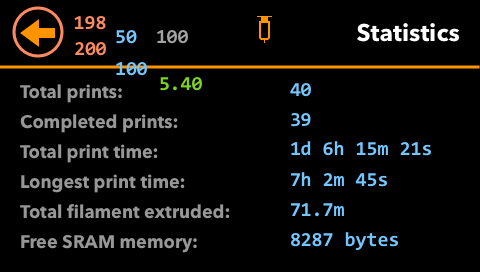 198 50 100 Statistics
200
100
5.40
Total prints: 40
Completed prints: 39
Total print time: 1d 6h 15m 21s
Longest print time: 7h 2m 45s
Total filament extruded: 71.7m
Free SRAM memory: 8287 bytes